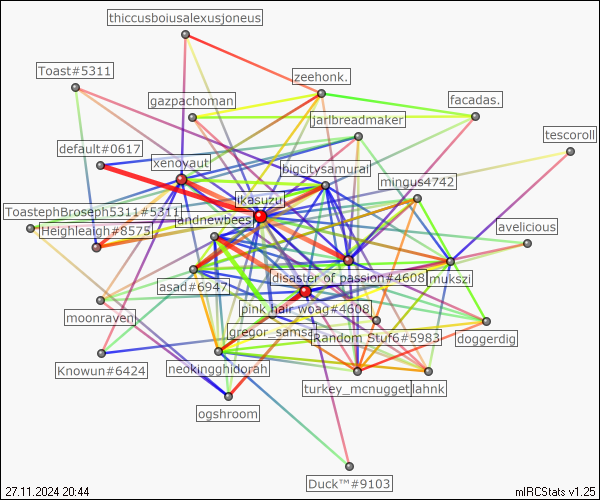 thiccusboiusalexusjoneus
Toast#5311
zeehonk.
gazpachoman
facadas.
jarlbreadmaker
tescoroll
default#0617
xenoyaut
bigcitysamurai
mingus4742
ikasuzu
ToastephBroseph5311#5311
andnewbees
Heighleagh#8575
avelicious
disaster of passion#4608
mukszi
asad#6947
pink hair woag#4608
moonraven
gregor_samsa
Random Stuf6#5983
doggerdig
Knowun#6424
neokingghidorah
turkey_mcnugget
lahnk
ogshroom
Duck™#9103
27.11.2024 20:44
mIRCStats v1.25